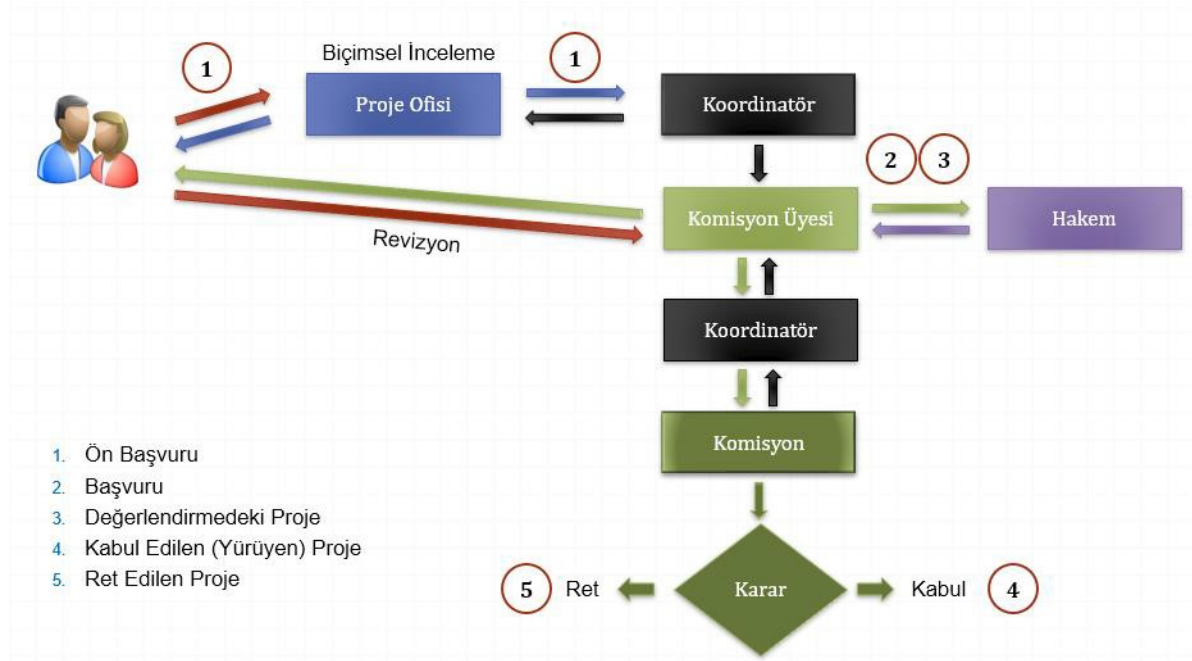 Biçimsel İnceleme
1
1
Proje Ofisi
Koordinatör
2
3
Komisyon Üyesi
Hakem
Revizyon
Koordinatör
Komisyon
1. Ön Başvuru
2. Başvuru
3. Değerlendirmedeki Proje
4. Kabul Edilen (Yürüyen) Proje
5. Ret Edilen Proje
5
Ret
Karar
Kabul
4